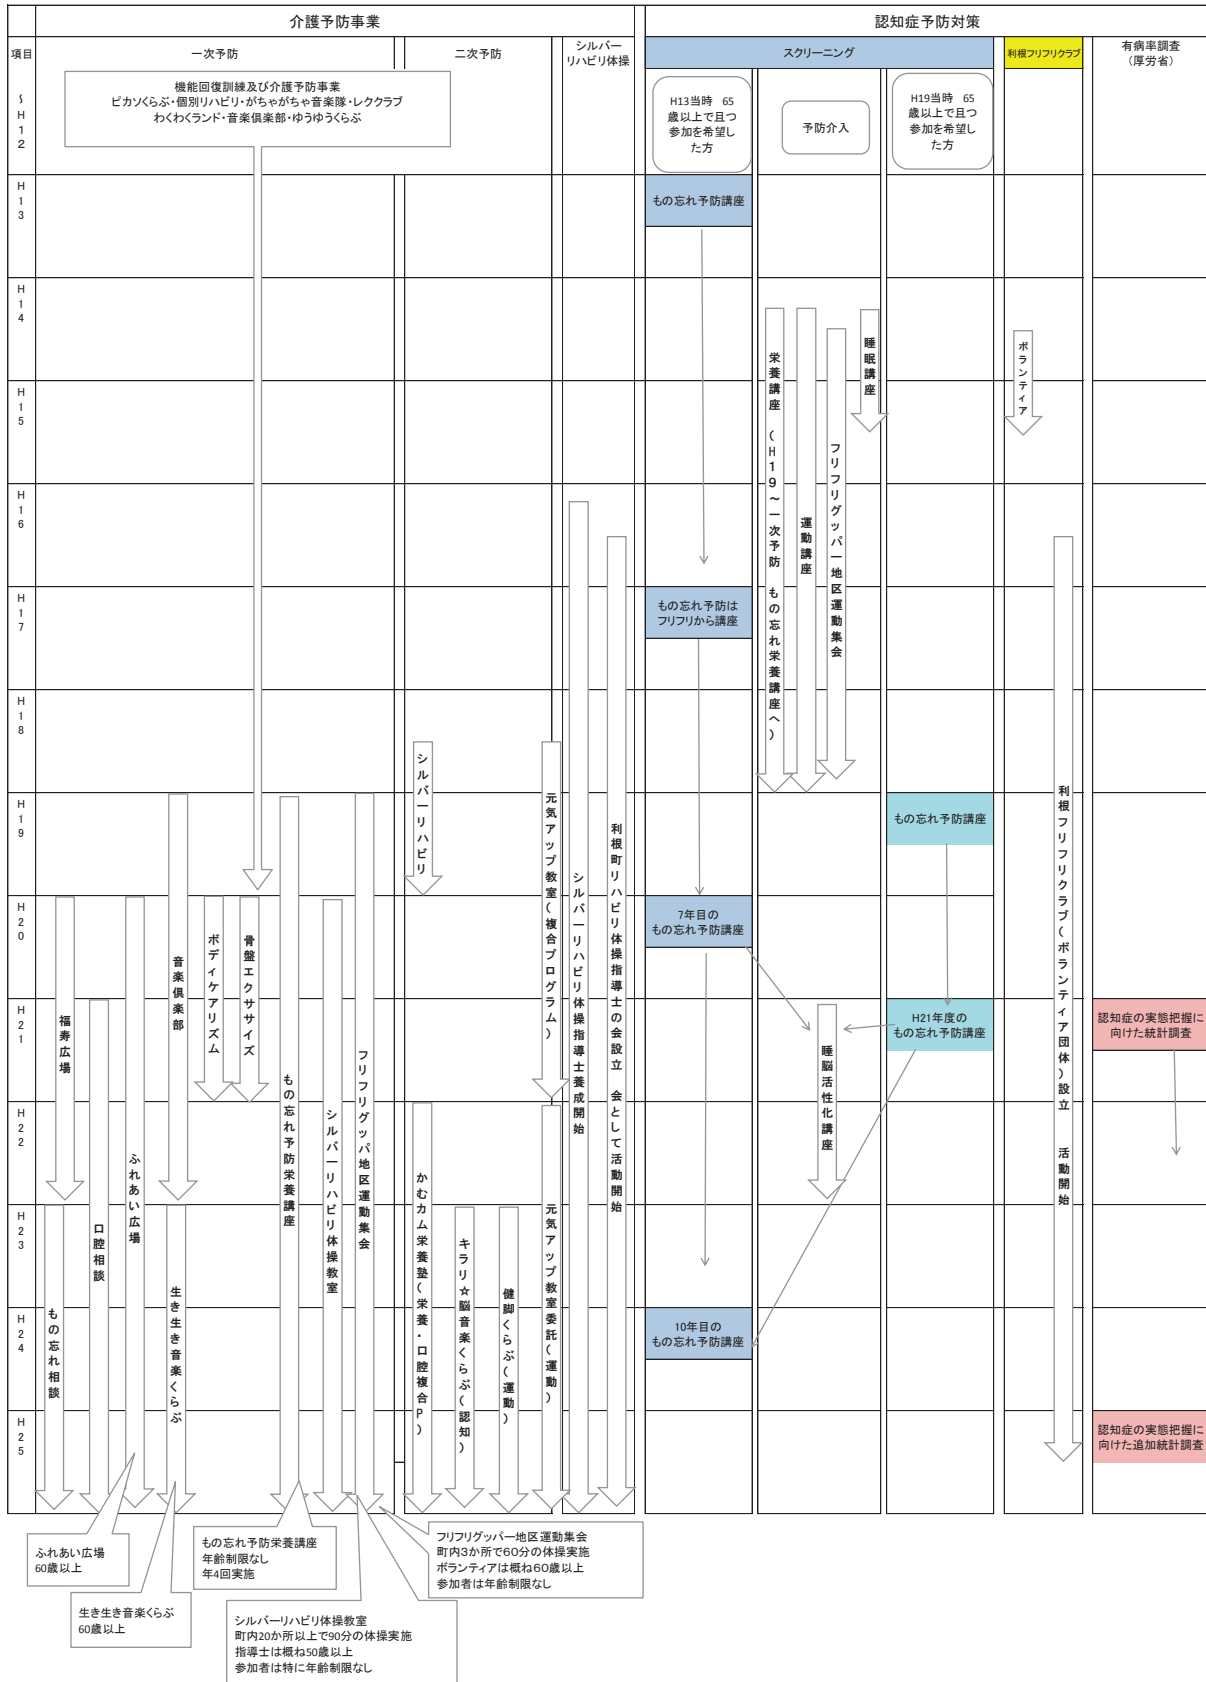 介護予防事業
認知症予防対策
項目
一次予防
二次予防
シルバー
リハビリ体操
スクリーニング
利根フリフリクラブ
有病率調査
（厚労省）
～H12
機能回復訓練及び介護予防事業
ピカソくらぶ・個別リハビリ・がちゃがちゃ音楽隊・レククラブ
わくわくランド・音楽倶楽部・ゆうゆうくらぶ
H13当時　65
歳以上で且つ
参加を希望し
た方
予防介入
H19当時　65
歳以上で且つ
参加を希望し
た方
H13
もの忘れ予防講座
H14
栄養講座　（H19～一次予防　もの忘れ栄養講座へ）
運動講座
フリフリグッパー地区運動集会
睡眠講座
ボランティア
H15
H16
シルバーリハビリ体操指導士養成開始
利根町リハビリ体操指導士の会設立　会として活動開始
利根フリフリクラブ（ボランティア団体）設立　活動開始
H17
もの忘れ予防は
フリフリから講座
H18
シルバーリハビリ
元気アップ教室（複合プログラム）
H19
音楽倶楽部
もの忘れ予防栄養講座
フリフリグッパ地区運動集会
もの忘れ予防講座
H20
福寿広場
ふれあい広場
ボディケアリズム
骨盤エクササイズ
シルバーリハビリ体操教室
7年目の
もの忘れ予防講座
H21
口腔相談
睡脳活性化講座
H21年度の
もの忘れ予防講座
認知症の実態把握に
向けた統計調査
H22
かむカム栄養塾（栄養・口腔複合P）
元気アップ教室委託（運動）
H23
もの忘れ相談
生き生き音楽くらぶ
キラリ☆脳音楽くらぶ（認知）
健脚くらぶ（運動）
H24
10年目の
もの忘れ予防講座
H25
認知症の実態把握に
向けた追加統計調査
ふれあい広場
60歳以上
生き生き音楽くらぶ
60歳以上
もの忘れ予防栄養講座
年齢制限なし
年4回実施
シルバーリハビリ体操教室
町内20か所以上で90分の体操実施
指導士は概ね50歳以上
参加者は特に年齢制限なし
フリフリグッパー地区運動集会
町内3か所で60分の体操実施
ボランティアは概ね60歳以上
参加者は年齢制限なし